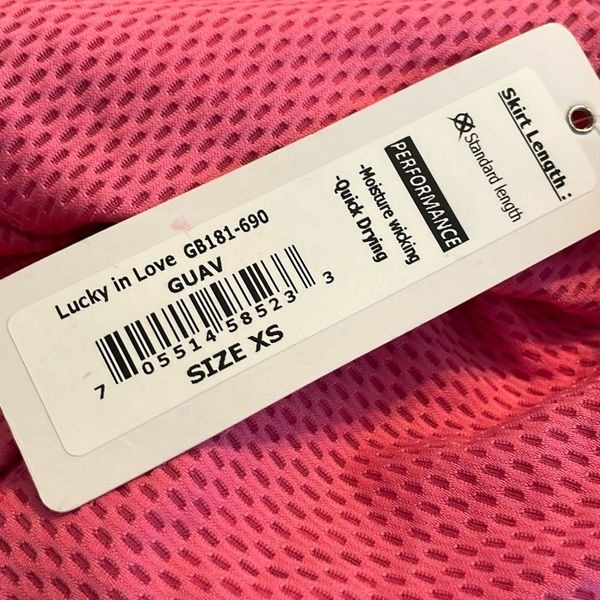 Skirt Length :
Standard length
PERFORMANCE
-Moisture wicking
-Quick Drying
Lucky in Love GB181-690
GUAV
7 05514 58523 3
SIZE XS